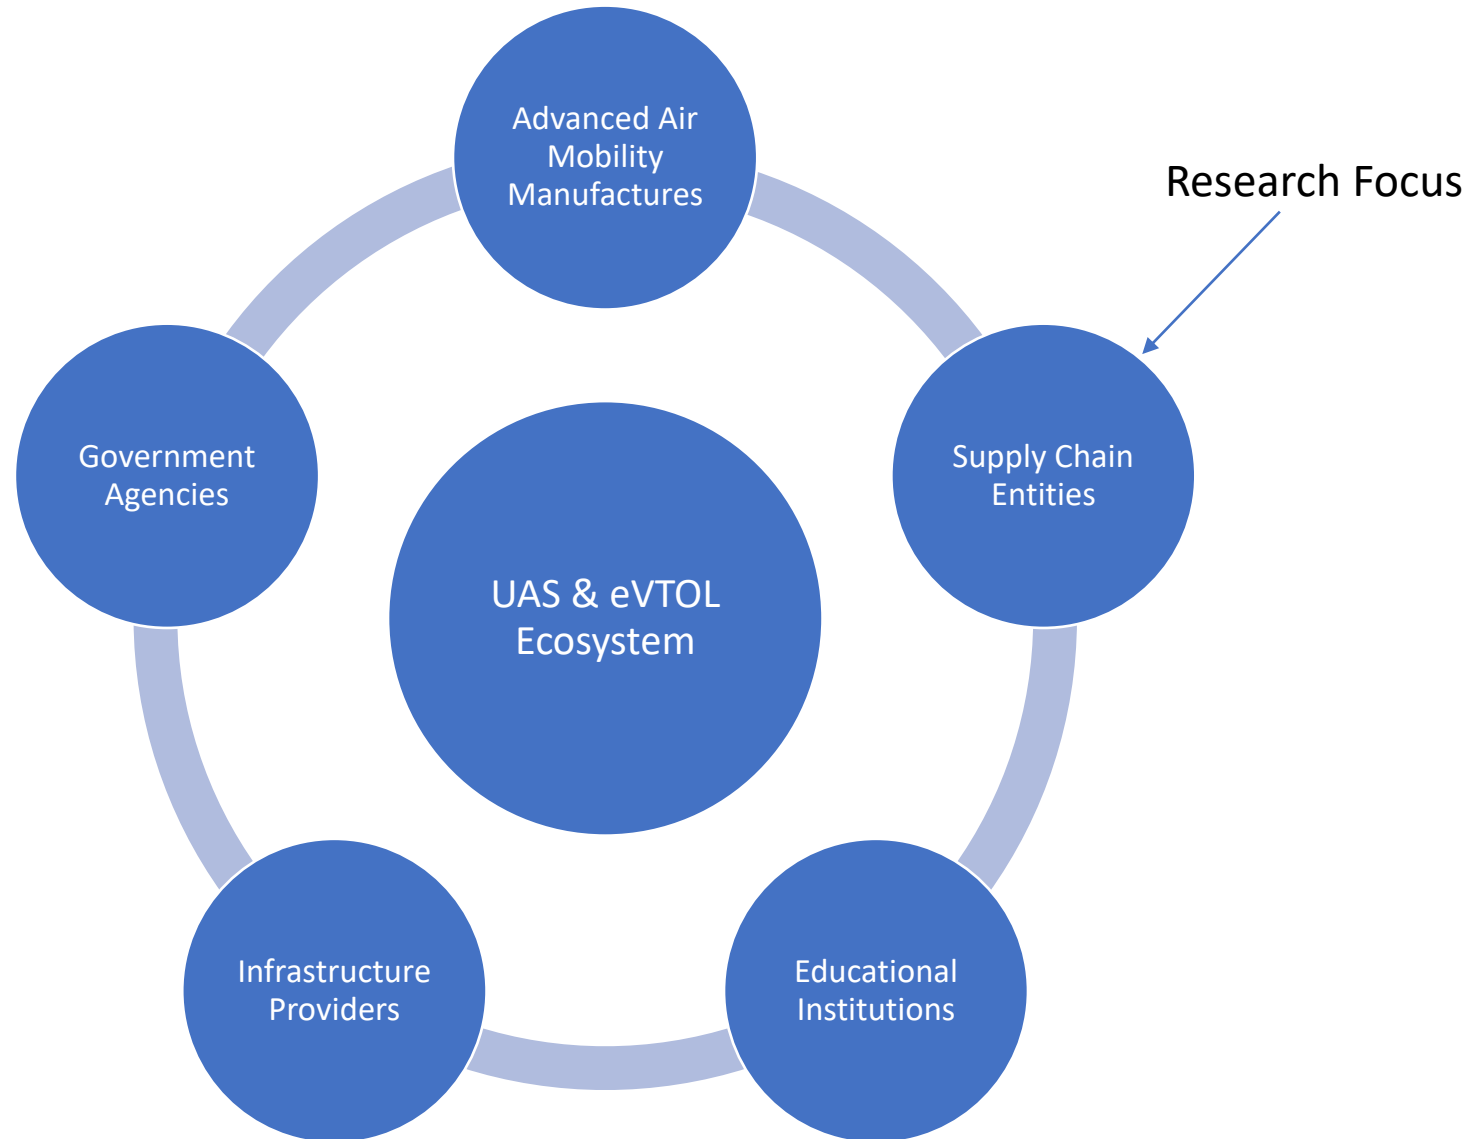 Advanced Air
Mobility
Manufactures
Research Focus
Government
Agencies
Supply Chain
Entities
UAS & eVTOL
Ecosystem
Infrastructure
Providers
Educational
Institutions